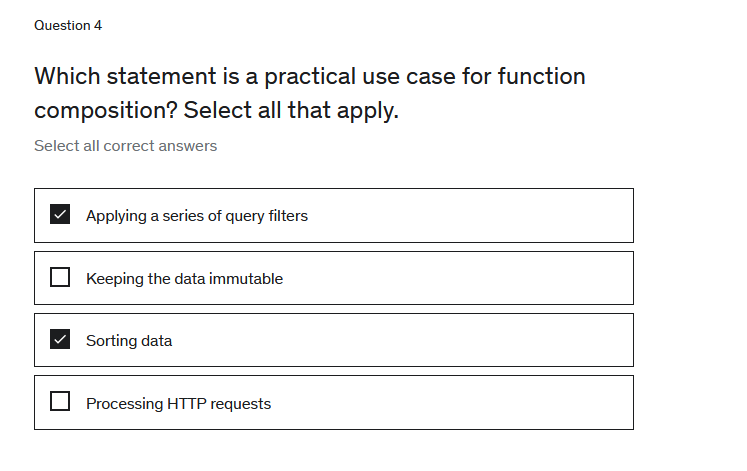 Question 4
Which statement is a practical use case for function
composition? Select all that apply.
Select all correct answers
Applying a series of query filters
Keeping the data immutable
Sorting data
Processing HTTP requests